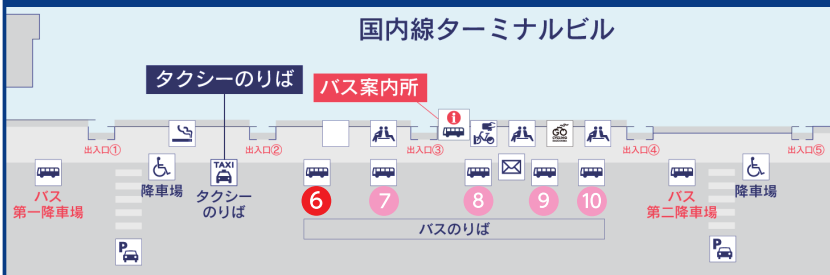 国内線ターミナルビル
タクシーのりば
バス案内所
i
出入口①
出入口②
出入口③
出入口④
出入口⑤
GO
CYCLING
バス
第一降車場
降車場
TAXI
タクシー
のりば
6
7
8
9
10
バス
第二降車場
降車場
バスのりば
P
P